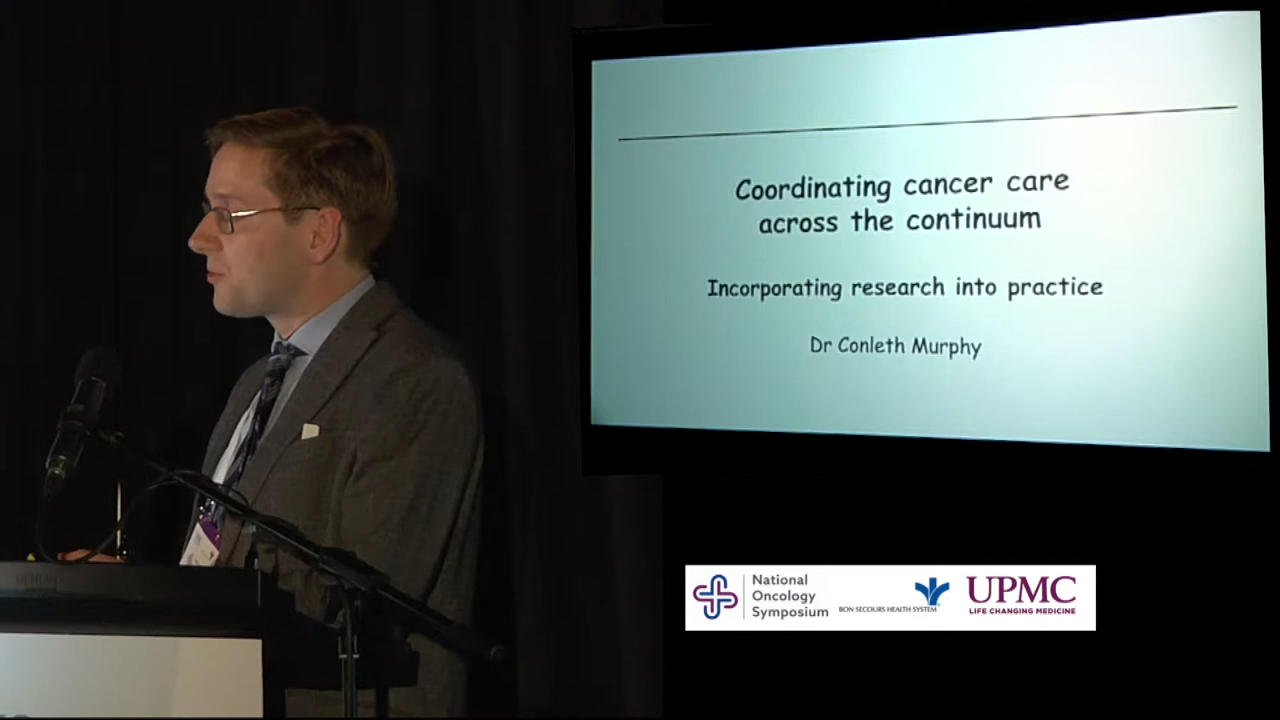 Coordinating cancer care
across the continuum
Incorporating research into practice
Dr Conleth Murphy
National
Oncology
Symposium
BON SECOURS HEALTH SYSTEM
UPMC
LIFE CHANGING MEDICINE